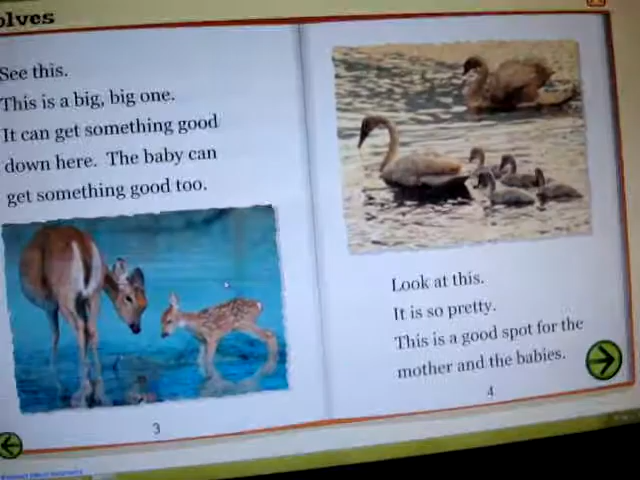 olves
See this.
This is a big, big one.
It can get something good
down here. The baby can
get something good too.
3
Look at this.
It is so pretty.
This is a good spot for the
mother and the babies.
4